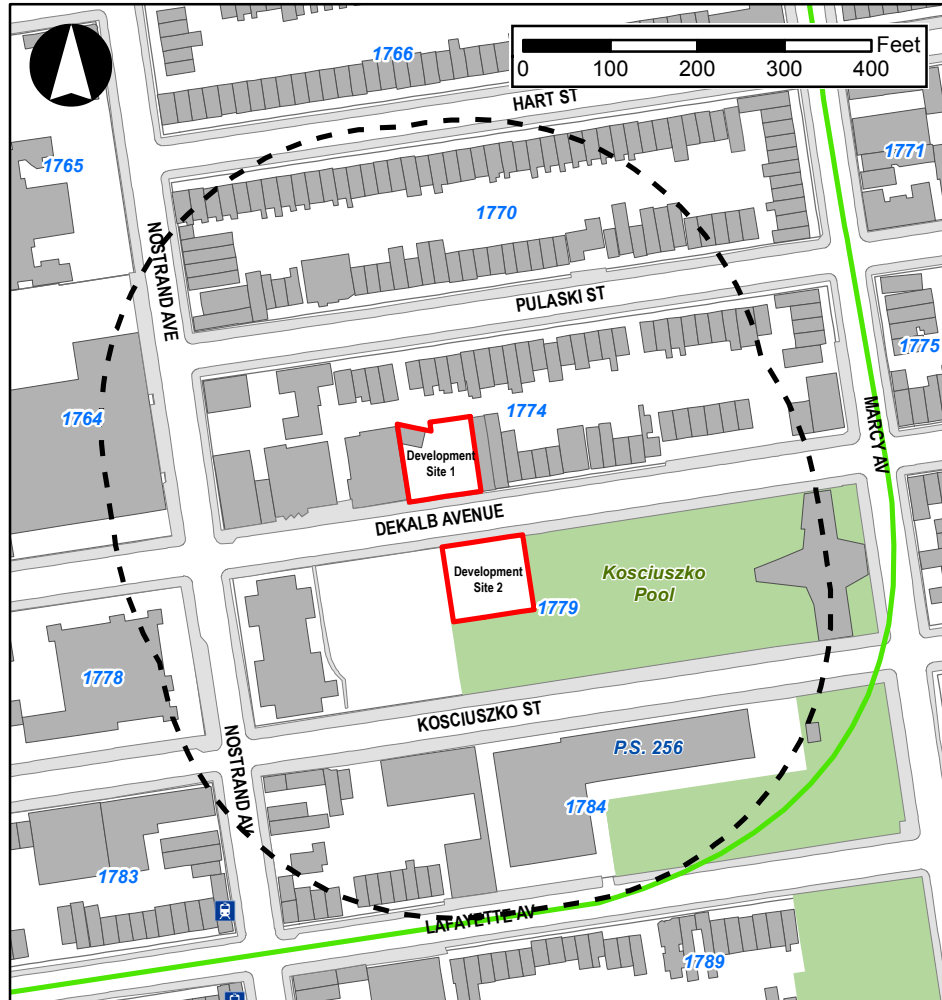 1766
Feet
0 100 200 300 400
HART ST
1765
1771
1770
NOSTRAND AVE
PULASKI ST
1775
1764
1774
MARCY AV
Development
Site 1
DEKALB AVENUE
Development
Site 2
Kosciuszko
Pool
1779
1778
KOSCIUSZKO ST
NOSTRAND AV
P.S. 256
1784
1783
LAFAYETTE AV
1789